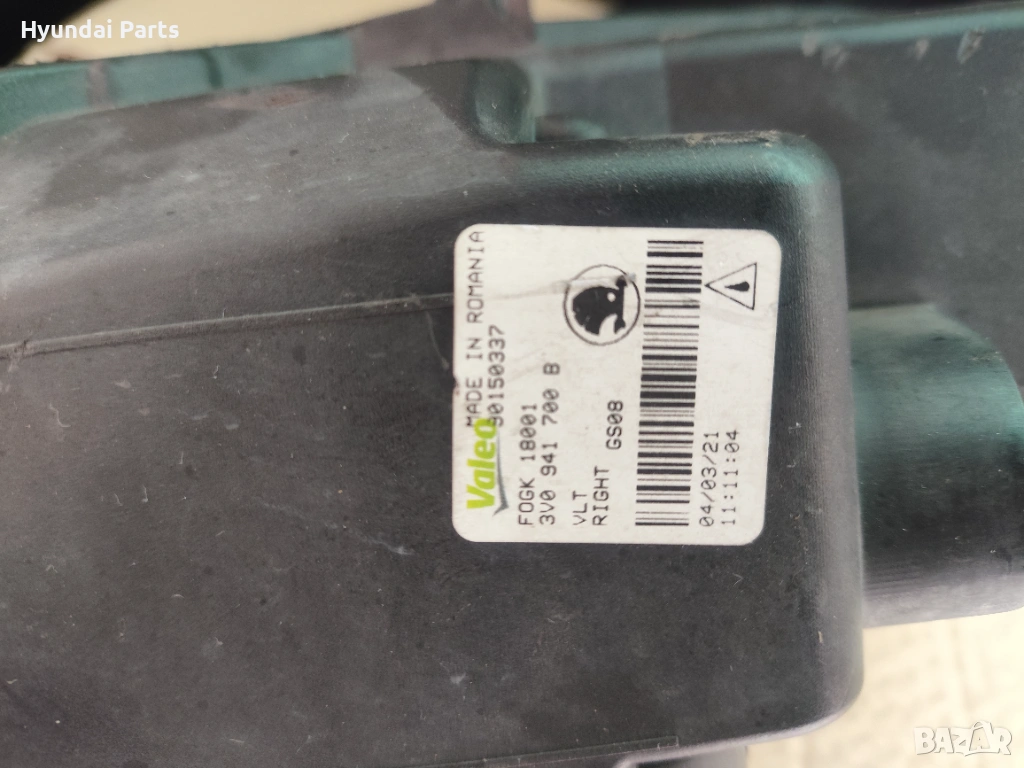 Hyundai Parts
MADE IN ROMANIA
90150337
Valeo
FOGK 18001
3V0 941 700 B
VLT
RIGHT GS08
04/03/21
11:11:04
BAZAR